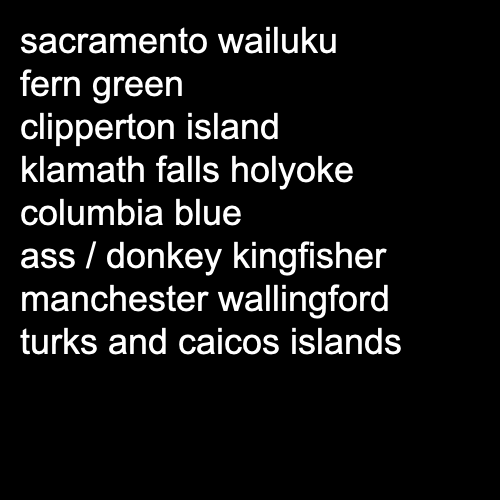 sacramento wailuku
fern green
clipperton island
klamath falls holyoke
columbia blue
ass / donkey kingfisher
manchester wallingford
turks and caicos islands